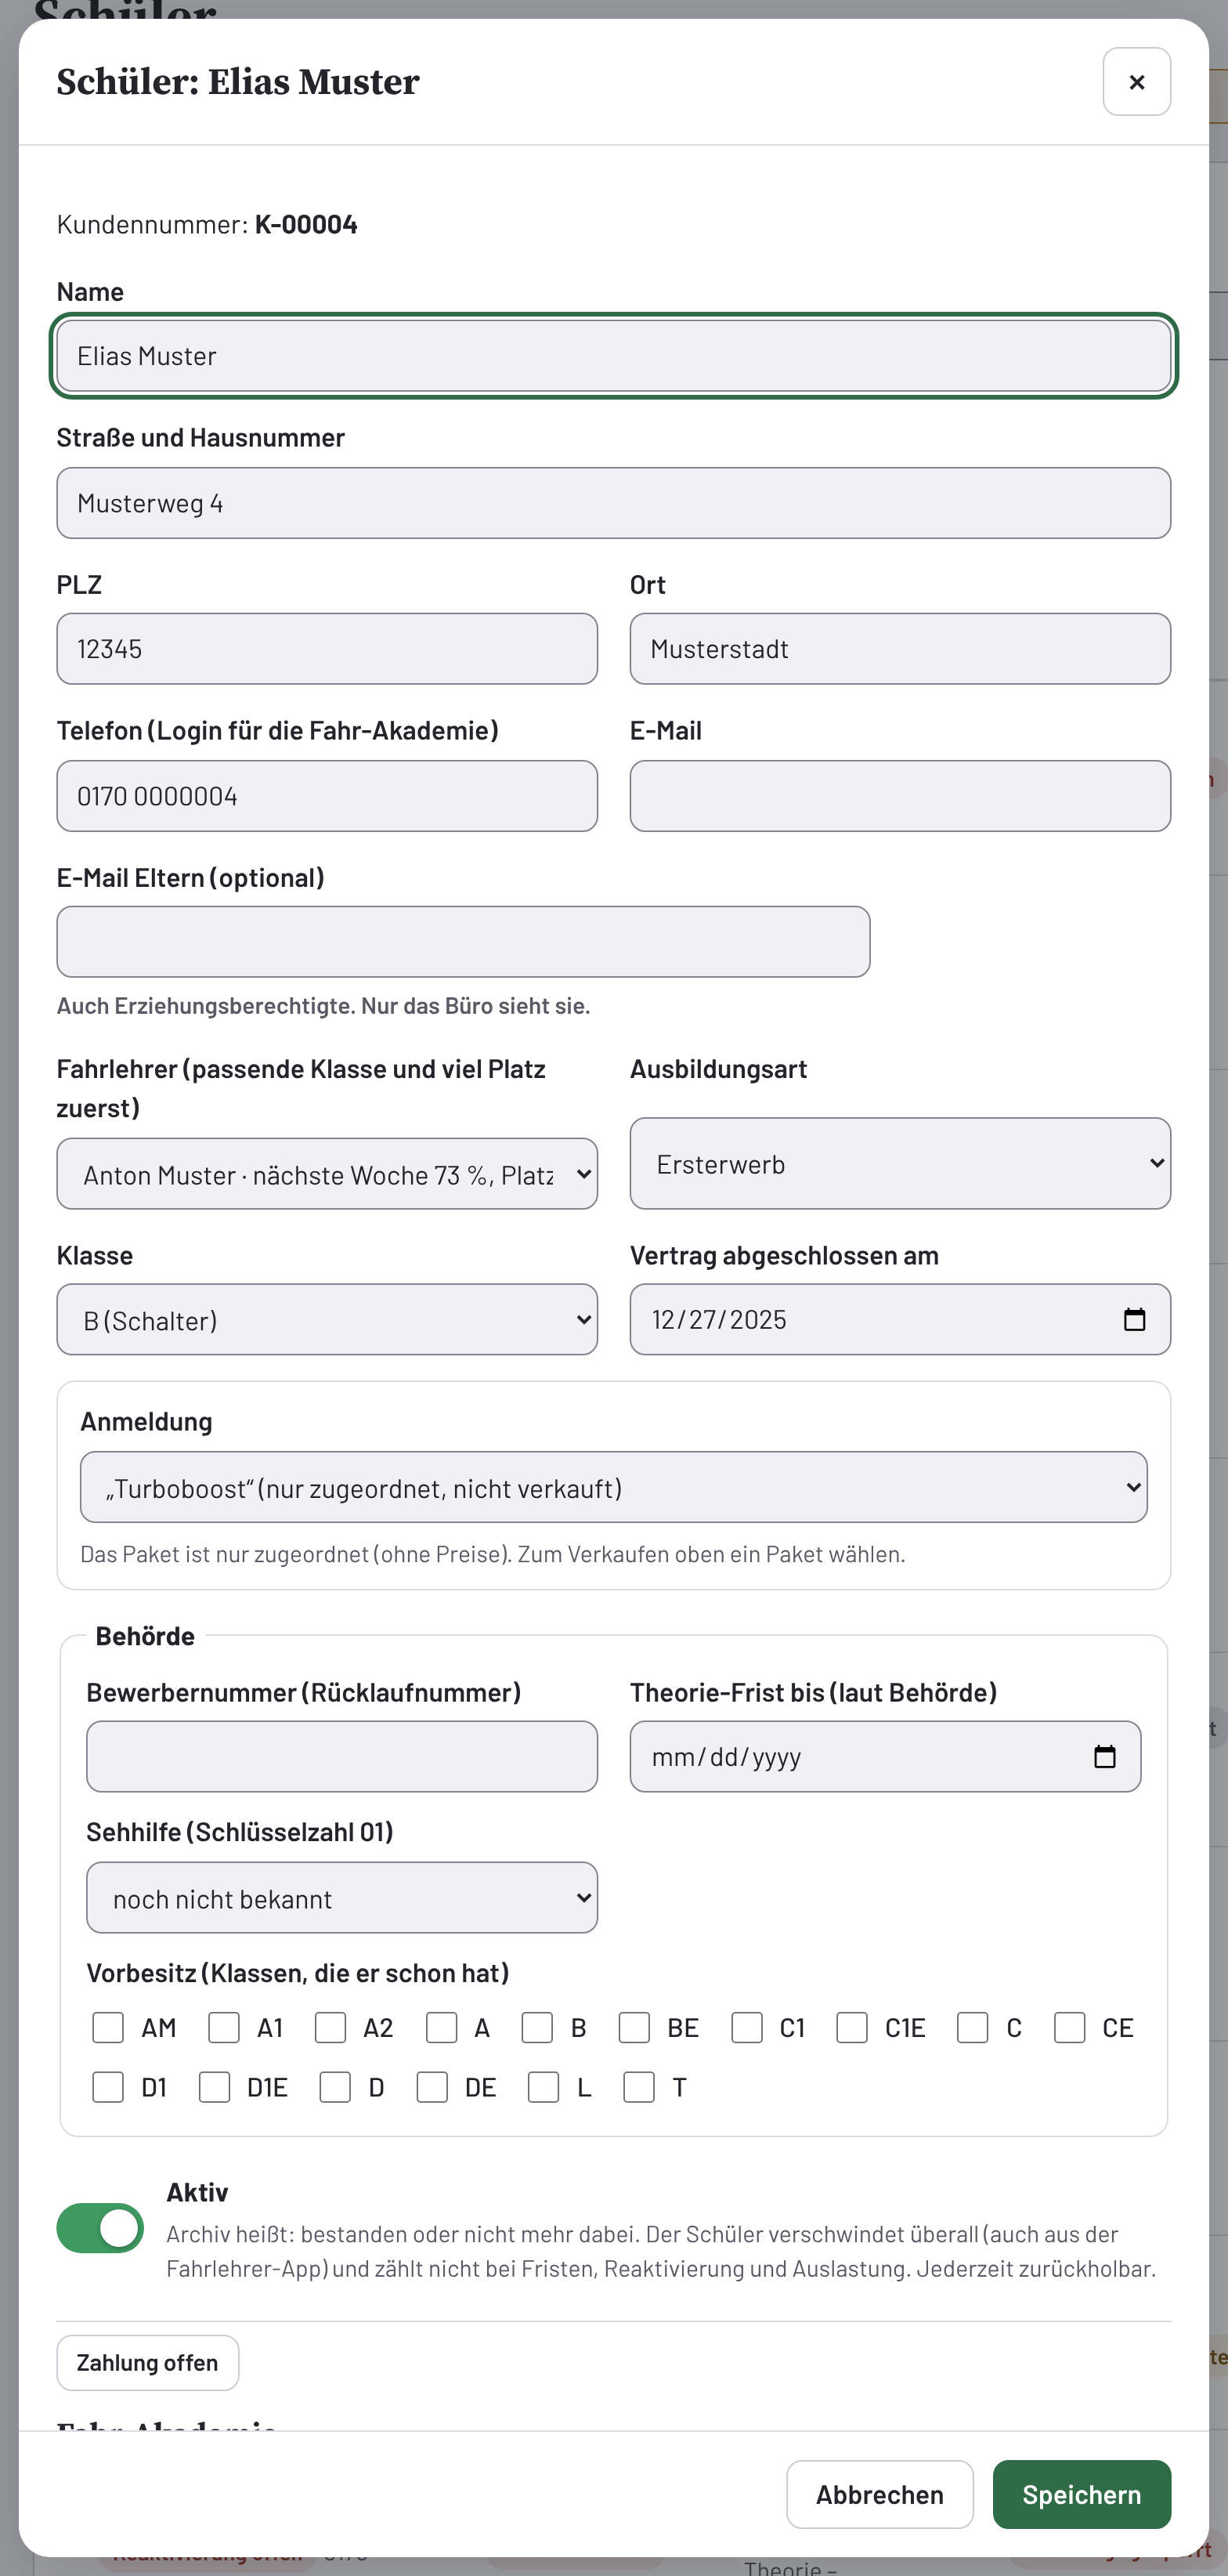 Schüler
Schüler: Elias Muster
×
Kundennummer: K-00004
Name
Elias Muster
Straße und Hausnummer
Musterweg 4
PLZ
Ort
12345
Musterstadt
Telefon (Login für die Fahr-Akademie)
E-Mail
0170 0000004
E-Mail Eltern (optional)
Auch Erziehungsberechtigte. Nur das Büro sieht sie.
Fahrlehrer (passende Klasse und viel Platz
zuerst)
Ausbildungsart
Anton Muster · nächste Woche 73 %, Platz
Ersterwerb
Klasse
Vertrag abgeschlossen am
B (Schalter)
12/27/2025
Anmeldung
„Turboboost“ (nur zugeordnet, nicht verkauft)
Das Paket ist nur zugeordnet (ohne Preise). Zum Verkaufen oben ein Paket wählen.
Behörde
Bewerbernummer (Rücklaufnummer)
Theorie-Frist bis (laut Behörde)
mm/dd/yyyy
Sehhilfe (Schlüsselzahl 01)
noch nicht bekannt
Vorbesitz (Klassen, die er schon hat)
AM A1 A2 A B BE C1 C1E C CE
D1 D1E D DE L T
Aktiv
Archiv heißt: bestanden oder nicht mehr dabei. Der Schüler verschwindet überall (auch aus der
Fahrlehrer-App) und zählt nicht bei Fristen, Reaktivierung und Auslastung. Jederzeit zurückholbar.
Zahlung offen
Fahr-Akademie
Abbrechen
Speichern
Reaktivierung offen
Theorie –